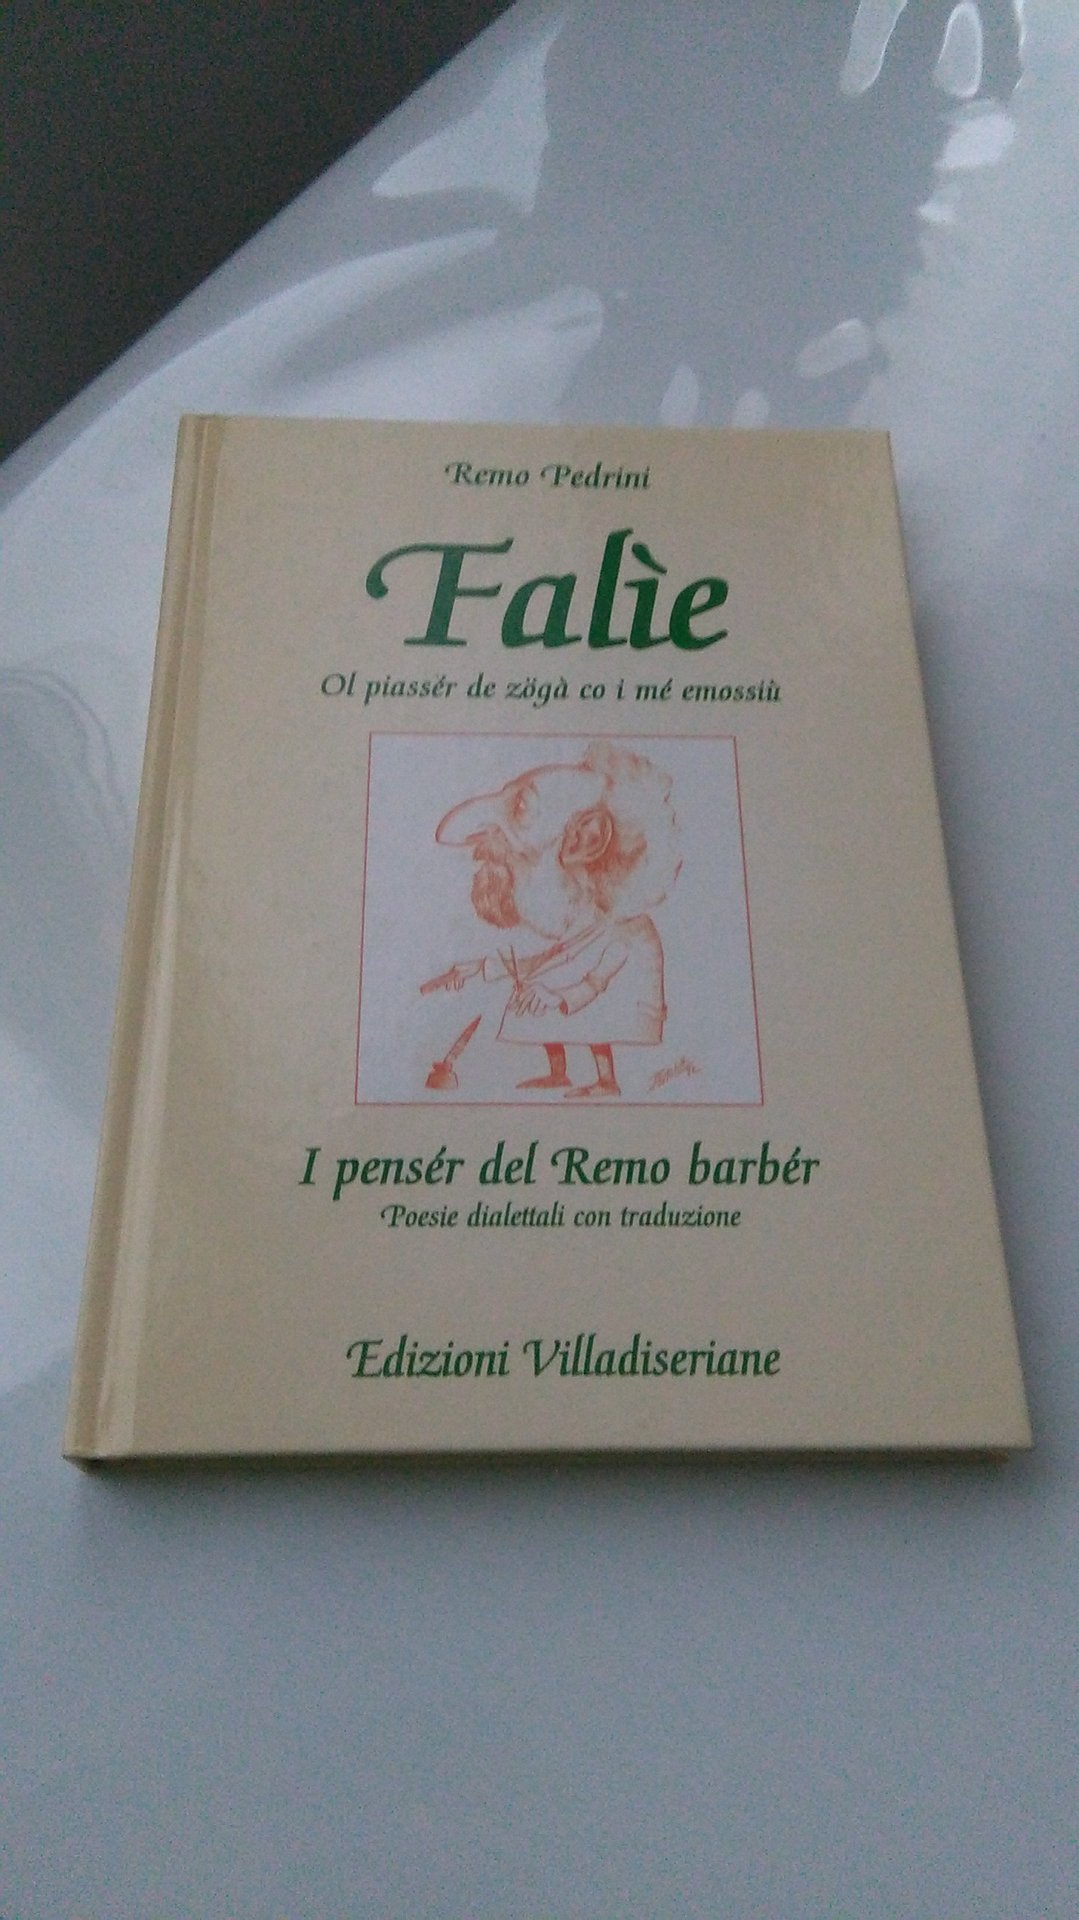 Remo Pedrini
Falìe
Ol piassér de zögà co i mé emossiù
I pensér del Remo barbér
Poesie dialettali con traduzione
Edizioni Villadiseriane